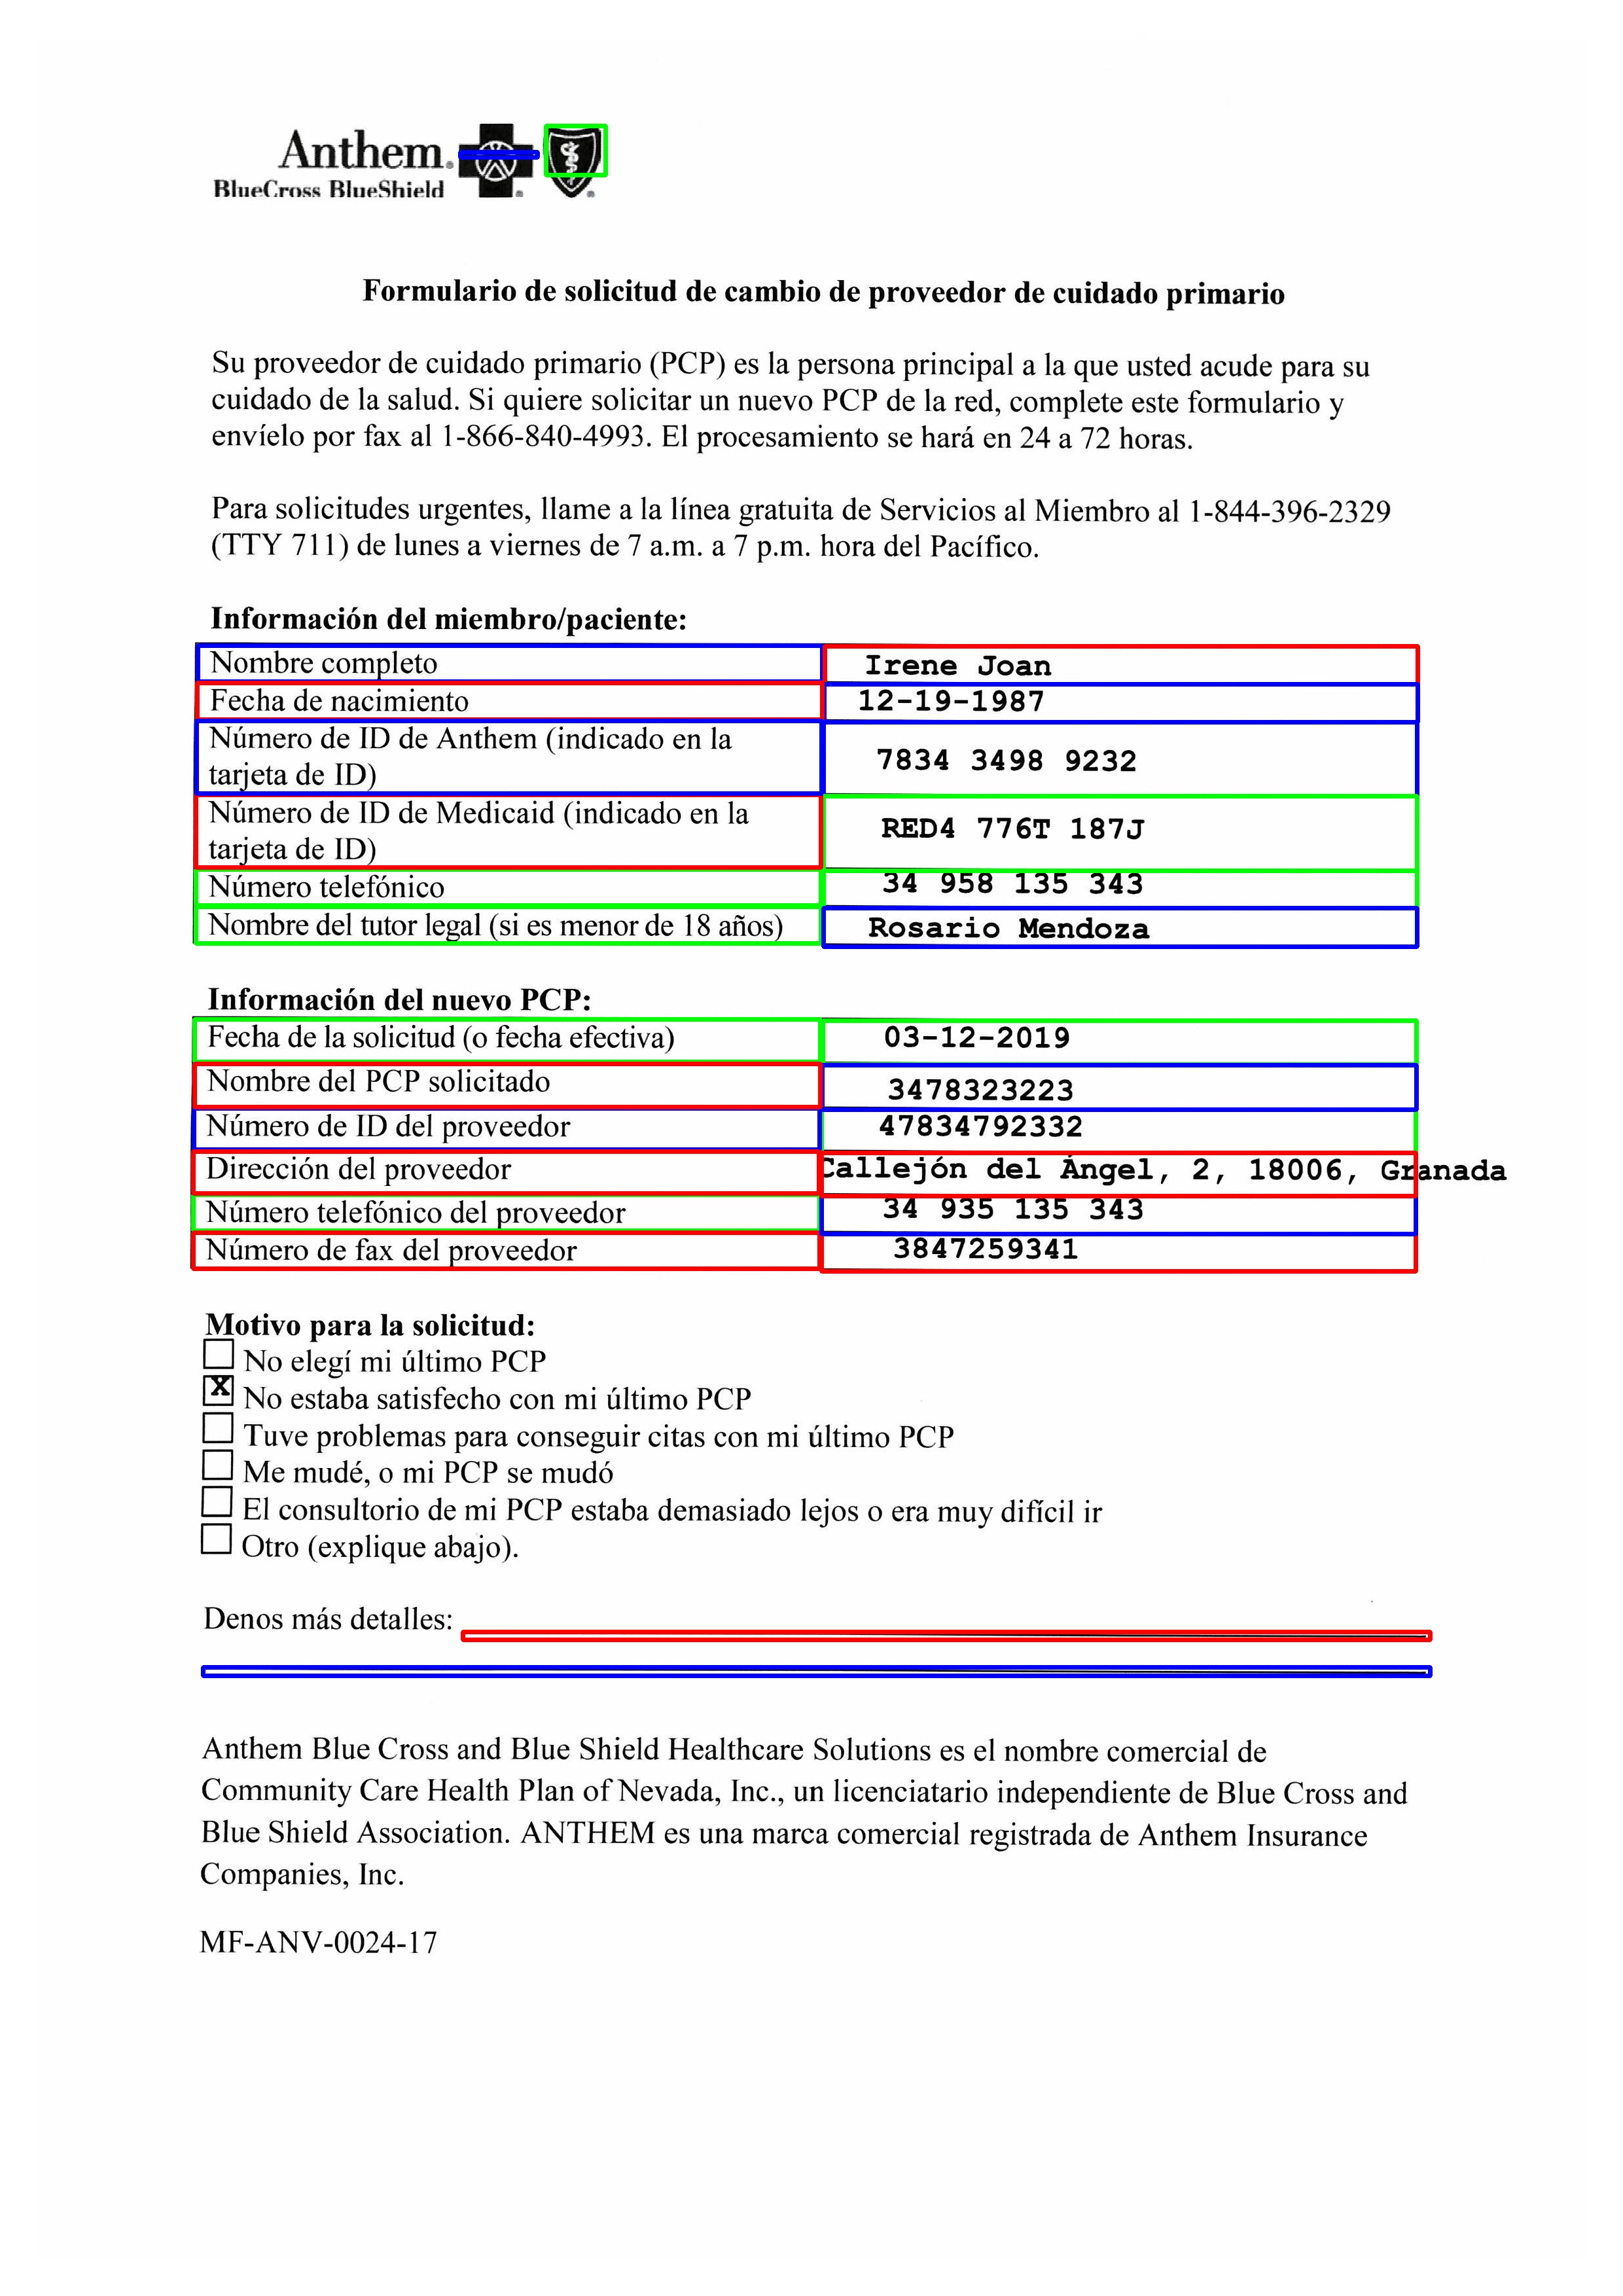 Anthem®
BlueCross BlueShield
Formulario de solicitud de cambio de proveedor de cuidado primario
Su proveedor de cuidado primario (PCP) es la persona principal a la que usted acude para su
cuidado de la salud. Si quiere solicitar un nuevo PCP de la red, complete este formulario y
envíelo por fax al 1-866-840-4993. El procesamiento se hará en 24 a 72 horas.
Para solicitudes urgentes, llame a la línea gratuita de Servicios al Miembro al 1-844-396-2329
(TTY 711) de lunes a viernes de 7 a.m. a 7 p.m. hora del Pacífico.
Información del miembro/paciente:
Nombre completo Irene Joan
Fecha de nacimiento 12-19-1987
Número de ID de Anthem (indicado en la
tarjeta de ID) 7834 3498 9232
Número de ID de Medicaid (indicado en la
tarjeta de ID) RED4 776T 187J
Número telefónico 34 958 135 343
Nombre del tutor legal (si es menor de 18 años) Rosario Mendoza
Información del nuevo PCP:
Fecha de la solicitud (o fecha efectiva) 03-12-2019
Nombre del PCP solicitado 3478323223
Número de ID del proveedor 47834792332
Dirección del proveedor Callejón del Ángel, 2, 18006, Granada
Número telefónico del proveedor 34 935 135 343
Número de fax del proveedor 3847259341
Motivo para la solicitud:
No elegí mi último PCP
X No estaba satisfecho con mi último PCP
Tuve problemas para conseguir citas con mi último PCP
Me mudé, o mi PCP se mudó
El consultorio de mi PCP estaba demasiado lejos o era muy difícil ir
Otro (explique abajo).
Denos más detalles:
Anthem Blue Cross and Blue Shield Healthcare Solutions es el nombre comercial de
Community Care Health Plan of Nevada, Inc., un licenciatario independiente de Blue Cross and
Blue Shield Association. ANTHEM es una marca comercial registrada de Anthem Insurance
Companies, Inc.
MF-ANV-0024-17